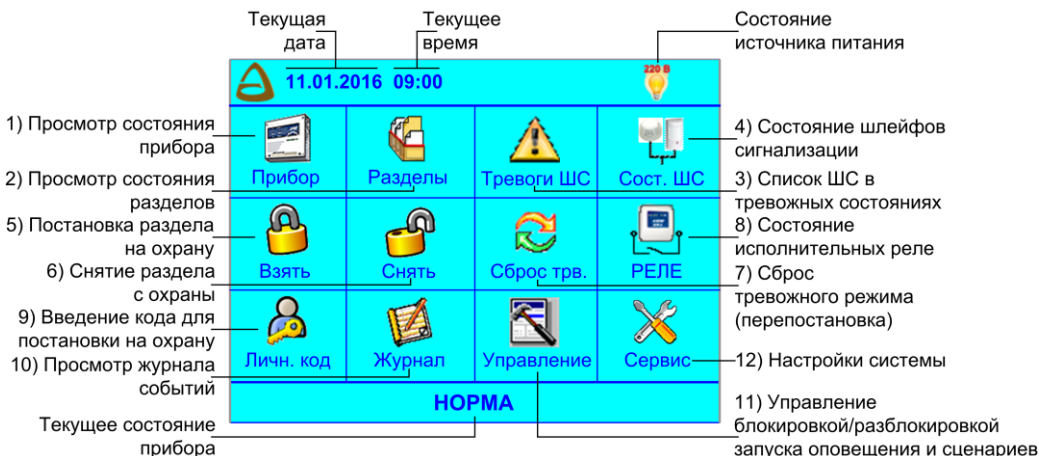 Текущая
дата
Текущее
время
Состояние
источника питания
11.01.2016 09:00
220 В
1) Просмотр состояния
прибора
2) Просмотр состояния
разделов
5) Постановка раздела
на охрану
6) Снятие раздела
с охраны
9) Введение кода для
постановки на охрану
10) Просмотр журнала
событий
Текущее состояние
прибора
Прибор
Разделы
Тревоги ШС
Сост. ШС
Взять
Снять
Сброс трв.
РЕЛЕ
Личн. код
Журнал
Управление
Сервис
НОРМА
4) Состояние шлейфов
сигнализации
3) Список ШС в
тревожных состояниях
8) Состояние
исполнительных реле
7) Сброс
тревожного режима
(перепостановка)
12) Настройки системы
11) Управление
блокировкой/разблокировкой
запуска оповещения и сценариев